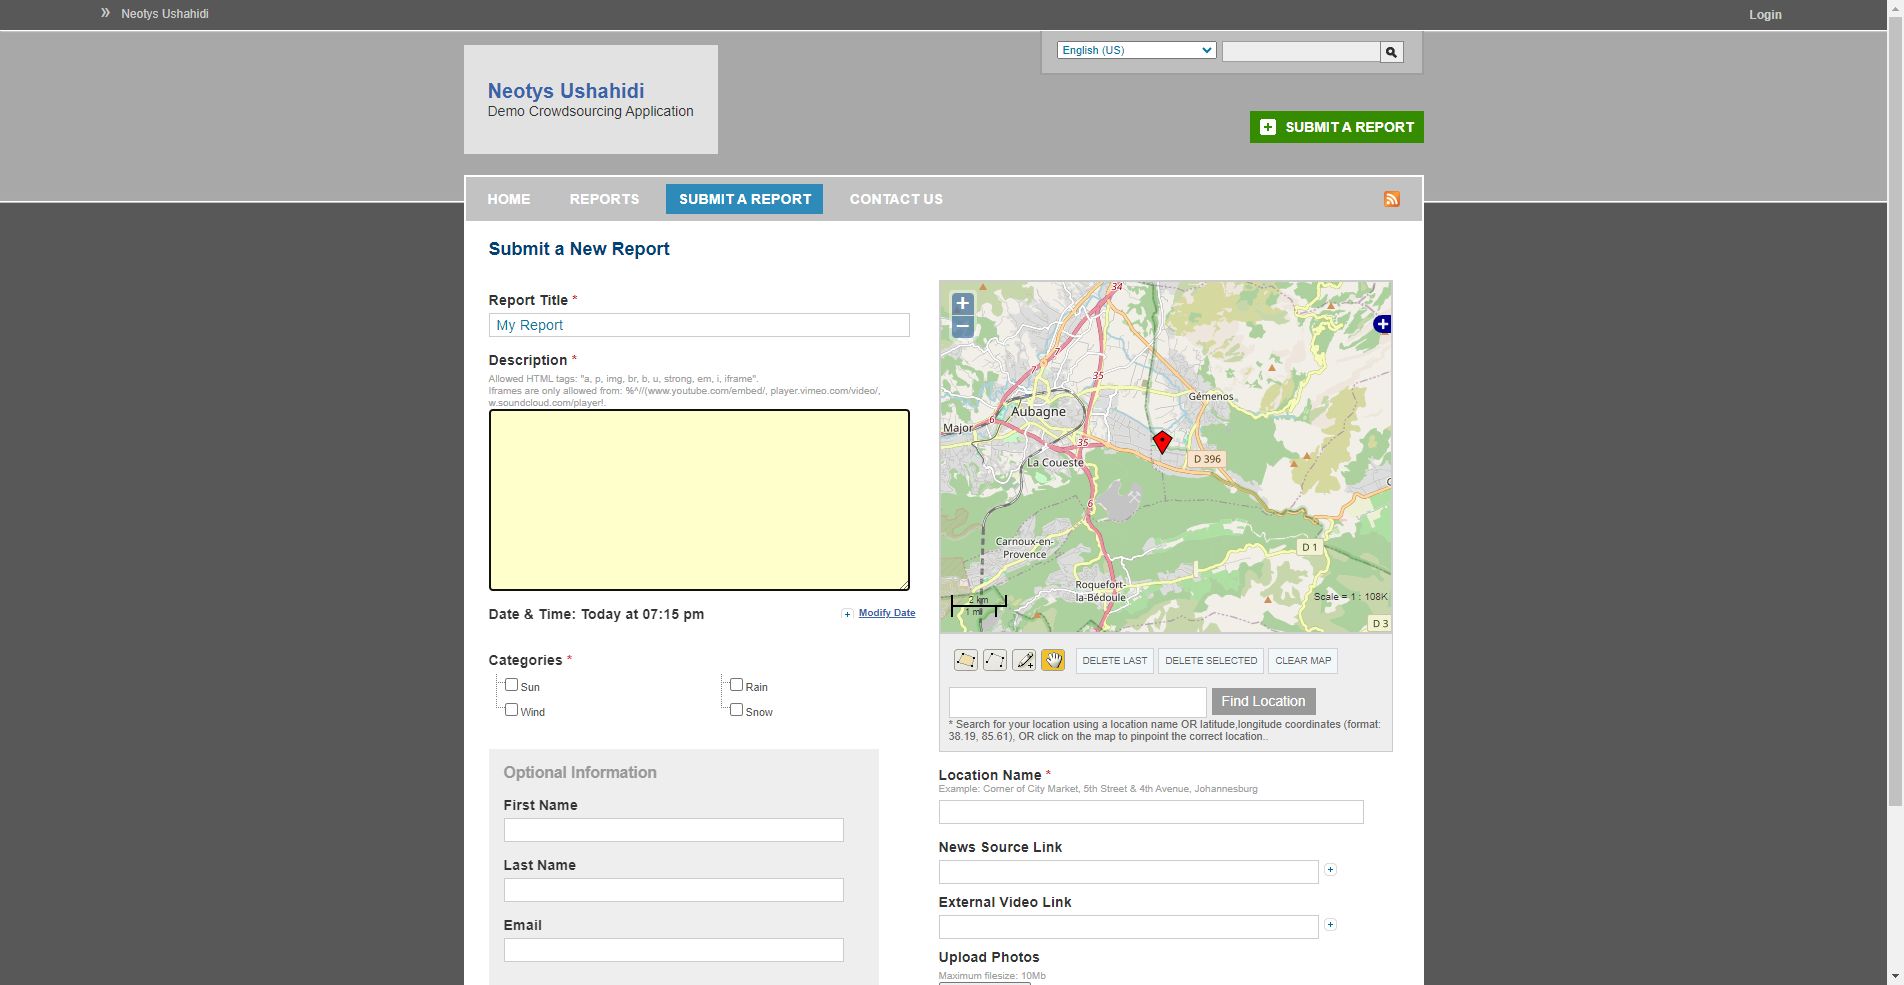 » Neotys Ushahidi
Login
English (US)
Neotys Ushahidi
Demo Crowdsourcing Application
SUBMIT A REPORT
HOME
REPORTS
SUBMIT A REPORT
CONTACT US
Submit a New Report
Report Title *
My Report
Description *
Allowed HTML tags: "a, p, img, br, b, u, strong, em, i, iframe".
Iframes are only allowed from: %^//(www.youtube.com/embed/, player.vimeo.com/video/,
w.soundcloud.com/player!.
Date & Time: Today at 07:15 pm
Modify Date
Categories *
Sun
Rain
Wind
Snow
Optional Information
First Name
Last Name
Email
+
−
34
7
35
7
Gémenos
Aubagne
6
Major
35
La Coueste
D 396
6
Carnoux-en-
Provence
D 1
Roquefort-
la-Bédoule
2 km
1 mi
Scale = 1 : 108K
D 3
DELETE LAST
DELETE SELECTED
CLEAR MAP
Find Location
* Search for your location using a location name OR latitude,longitude coordinates (format:
38.19, 85.61), OR click on the map to pinpoint the correct location..
Location Name *
Example: Corner of City Market, 5th Street & 4th Avenue, Johannesburg
News Source Link
External Video Link
Upload Photos
Maximum filesize: 10Mb